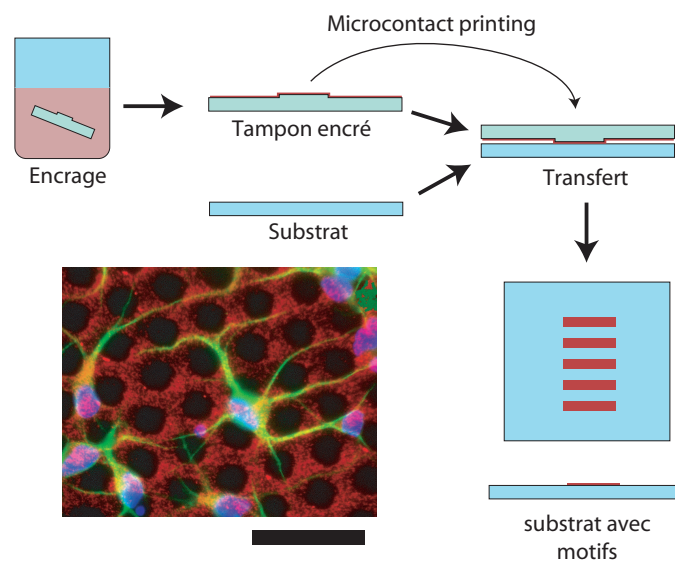 Microcontact printing
Tampon encré
Encrage
Transfert
Substrat
substrat avec
motifs